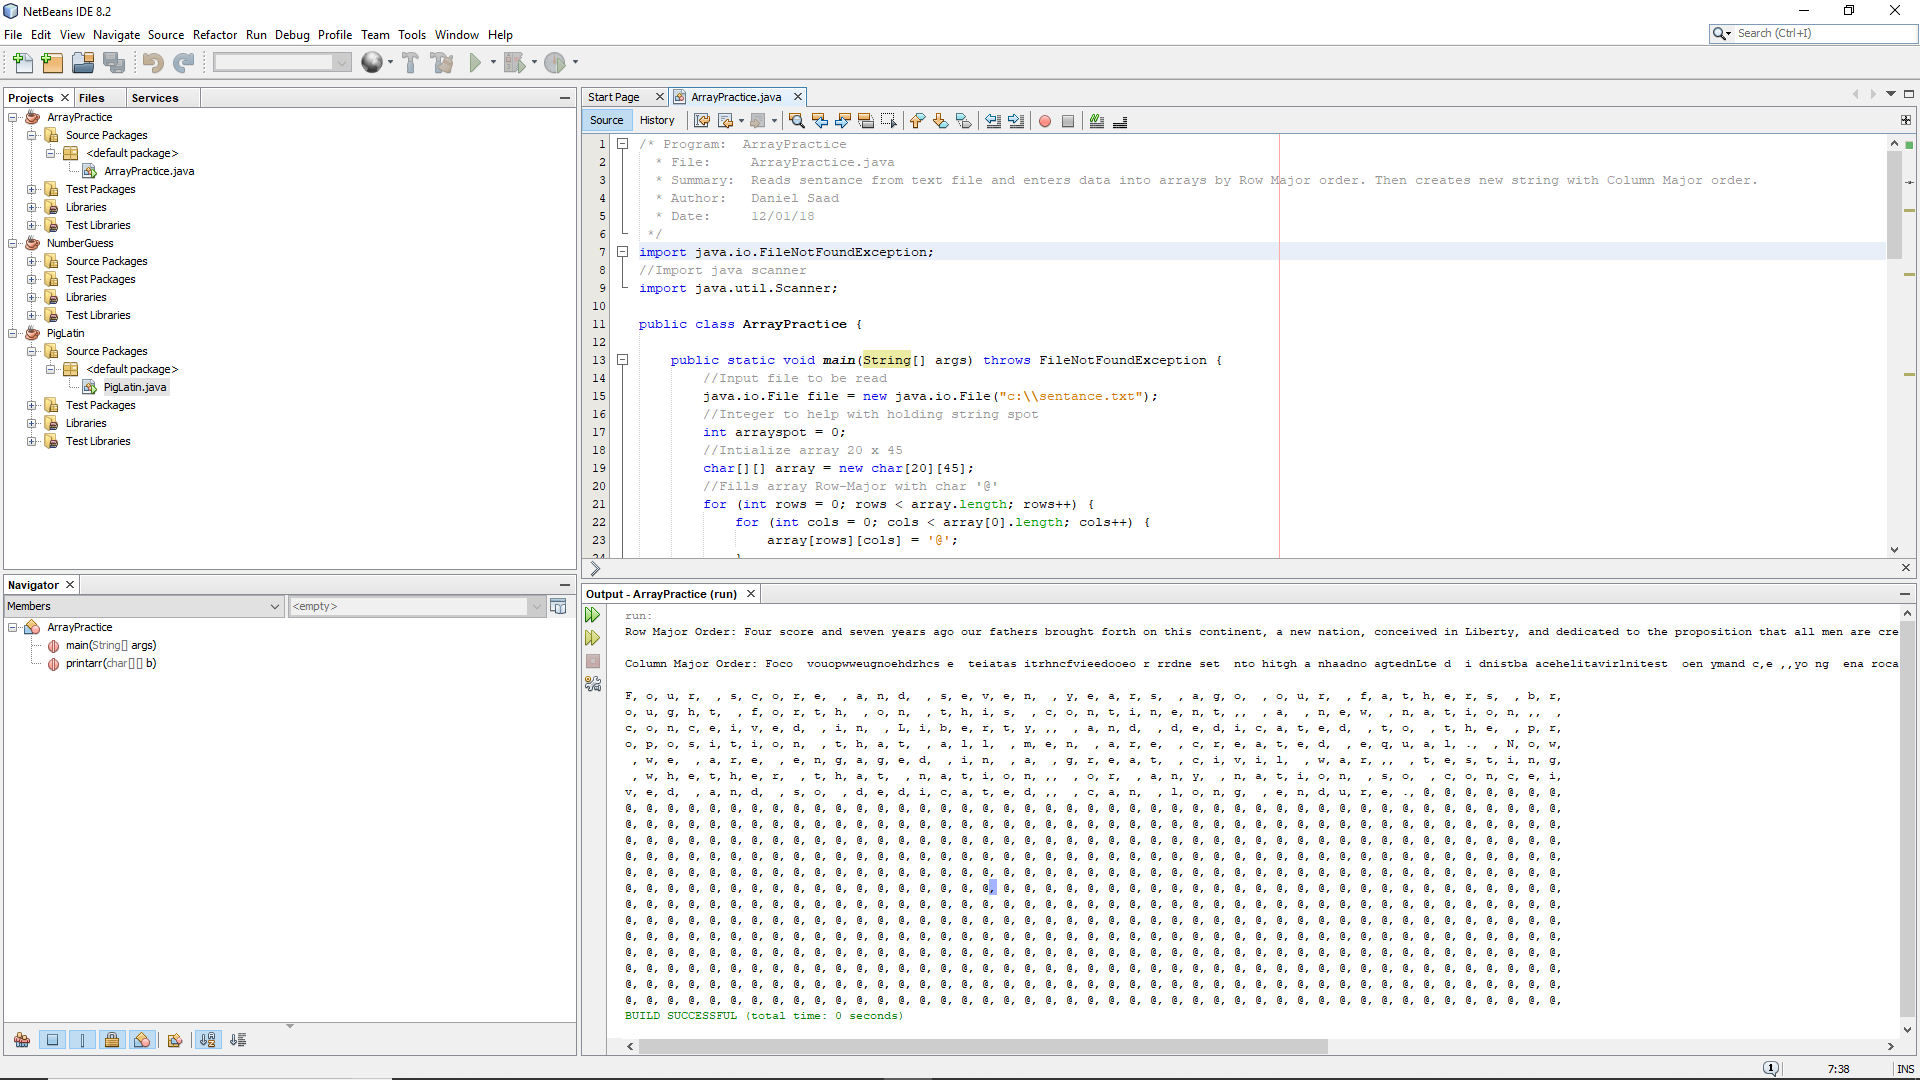 NetBeans IDE 8.2
File Edit View Navigate Source Refactor Run Debug Profile Team Tools Window Help
Search (Ctrl+I)
Projects Files Services
ArrayPractice
Source Packages
<default package>
ArrayPractice.java
Test Packages
Libraries
Test Libraries
NumberGuess
Source Packages
Test Packages
Libraries
Test Libraries
PigLatin
Source Packages
<default package>
PigLatin.java
Test Packages
Libraries
Test Libraries
Navigator
Members <empty>
ArrayPractice
main(String[] args)
printarr(char[][] b)
Start Page ArrayPractice.java
Source History
1 /* Program:  ArrayPractice
2 * File:     ArrayPractice.java
3 * Summary:  Reads sentance from text file and enters data into arrays by Row Major order. Then creates new string with Column Major order.
4 * Author:   Daniel Saad
5 * Date:     12/01/18
6 */
7 import java.io.FileNotFoundException;
8 //Import java scanner
9 import java.util.Scanner;
10
11 public class ArrayPractice {
12
13 public static void main(String[] args) throws FileNotFoundException {
14 //Input file to be read
15 java.io.File file = new java.io.File("c:\\sentance.txt");
16 //Integer to help with holding string spot
17 int arrayspot = 0;
18 //Intialize array 20 x 45
19 char[][] array = new char[20][45];
20 //Fills array Row-Major with char '@'
21 for (int rows = 0; rows < array.length; rows++) {
22 for (int cols = 0; cols < array[0].length; cols++) {
23 array[rows][cols] = '@';
24 }
Output - ArrayPractice (run)
run:
Row Major Order: Four score and seven years ago our fathers brought forth on this continent, a new nation, conceived in Liberty, and dedicated to the proposition that all men are cre
Column Major Order: Foco  vouopwweugnoehdrhcs e  teiatas itrhncfvieedooeo r rrdne set  nto hitgh a nhaadno agtednLte d  i dnistba acehelitavirlnitest  oen ymand c,e ,,yo ng  ena roca
F, o, u, r,  , s, c, o, r, e,  , a, n, d,  , s, e, v, e, n,  , y, e, a, r, s,  , a, g, o,  , o, u, r,  , f, a, t, h, e, r, s,  , b, r,
o, u, g, h, t,  , f, o, r, t, h,  , o, n,  , t, h, i, s,  , c, o, n, t, i, n, e, n, t, ,,  , a,  , n, e, w,  , n, a, t, i, o, n, ,,  ,
c, o, n, c, e, i, v, e, d,  , i, n,  , L, i, b, e, r, t, y, ,,  , a, n, d,  , d, e, d, i, c, a, t, e, d,  , t, o,  , t, h, e,  , p, r,
o, p, o, s, i, t, i, o, n,  , t, h, a, t,  , a, l, l,  , m, e, n,  , a, r, e,  , c, r, e, a, t, e, d,  , e, q, u, a, l, .,  , N, o, w,
 , w, e,  , a, r, e,  , e, n, g, a, g, e, d,  , i, n,  , a,  , g, r, e, a, t,  , c, i, v, i, l,  , w, a, r, ,,  , t, e, s, t, i, n, g,
 , w, h, e, t, h, e, r,  , t, h, a, t,  , n, a, t, i, o, n, ,,  , o, r,  , a, n, y,  , n, a, t, i, o, n,  , s, o,  , c, o, n, c, e, i,
v, e, d,  , a, n, d,  , s, o,  , d, e, d, i, c, a, t, e, d, ,,  , c, a, n,  , l, o, n, g,  , e, n, d, u, r, e, ., @, @, @, @, @, @, @,
@, @, @, @, @, @, @, @, @, @, @, @, @, @, @, @, @, @, @, @, @, @, @, @, @, @, @, @, @, @, @, @, @, @, @, @, @, @, @, @, @, @, @, @, @,
@, @, @, @, @, @, @, @, @, @, @, @, @, @, @, @, @, @, @, @, @, @, @, @, @, @, @, @, @, @, @, @, @, @, @, @, @, @, @, @, @, @, @, @, @,
@, @, @, @, @, @, @, @, @, @, @, @, @, @, @, @, @, @, @, @, @, @, @, @, @, @, @, @, @, @, @, @, @, @, @, @, @, @, @, @, @, @, @, @, @,
@, @, @, @, @, @, @, @, @, @, @, @, @, @, @, @, @, @, @, @, @, @, @, @, @, @, @, @, @, @, @, @, @, @, @, @, @, @, @, @, @, @, @, @, @,
@, @, @, @, @, @, @, @, @, @, @, @, @, @, @, @, @, @, @, @, @, @, @, @, @, @, @, @, @, @, @, @, @, @, @, @, @, @, @, @, @, @, @, @, @,
@, @, @, @, @, @, @, @, @, @, @, @, @, @, @, @, @, @, @, @, @, @, @, @, @, @, @, @, @, @, @, @, @, @, @, @, @, @, @, @, @, @, @, @, @,
@, @, @, @, @, @, @, @, @, @, @, @, @, @, @, @, @, @, @, @, @, @, @, @, @, @, @, @, @, @, @, @, @, @, @, @, @, @, @, @, @, @, @, @, @,
@, @, @, @, @, @, @, @, @, @, @, @, @, @, @, @, @, @, @, @, @, @, @, @, @, @, @, @, @, @, @, @, @, @, @, @, @, @, @, @, @, @, @, @, @,
@, @, @, @, @, @, @, @, @, @, @, @, @, @, @, @, @, @, @, @, @, @, @, @, @, @, @, @, @, @, @, @, @, @, @, @, @, @, @, @, @, @, @, @, @,
@, @, @, @, @, @, @, @, @, @, @, @, @, @, @, @, @, @, @, @, @, @, @, @, @, @, @, @, @, @, @, @, @, @, @, @, @, @, @, @, @, @, @, @, @,
@, @, @, @, @, @, @, @, @, @, @, @, @, @, @, @, @, @, @, @, @, @, @, @, @, @, @, @, @, @, @, @, @, @, @, @, @, @, @, @, @, @, @, @, @,
@, @, @, @, @, @, @, @, @, @, @, @, @, @, @, @, @, @, @, @, @, @, @, @, @, @, @, @, @, @, @, @, @, @, @, @, @, @, @, @, @, @, @, @, @,
@, @, @, @, @, @, @, @, @, @, @, @, @, @, @, @, @, @, @, @, @, @, @, @, @, @, @, @, @, @, @, @, @, @, @, @, @, @, @, @, @, @, @, @, @,
BUILD SUCCESSFUL (total time: 0 seconds)
1 7:38 INS